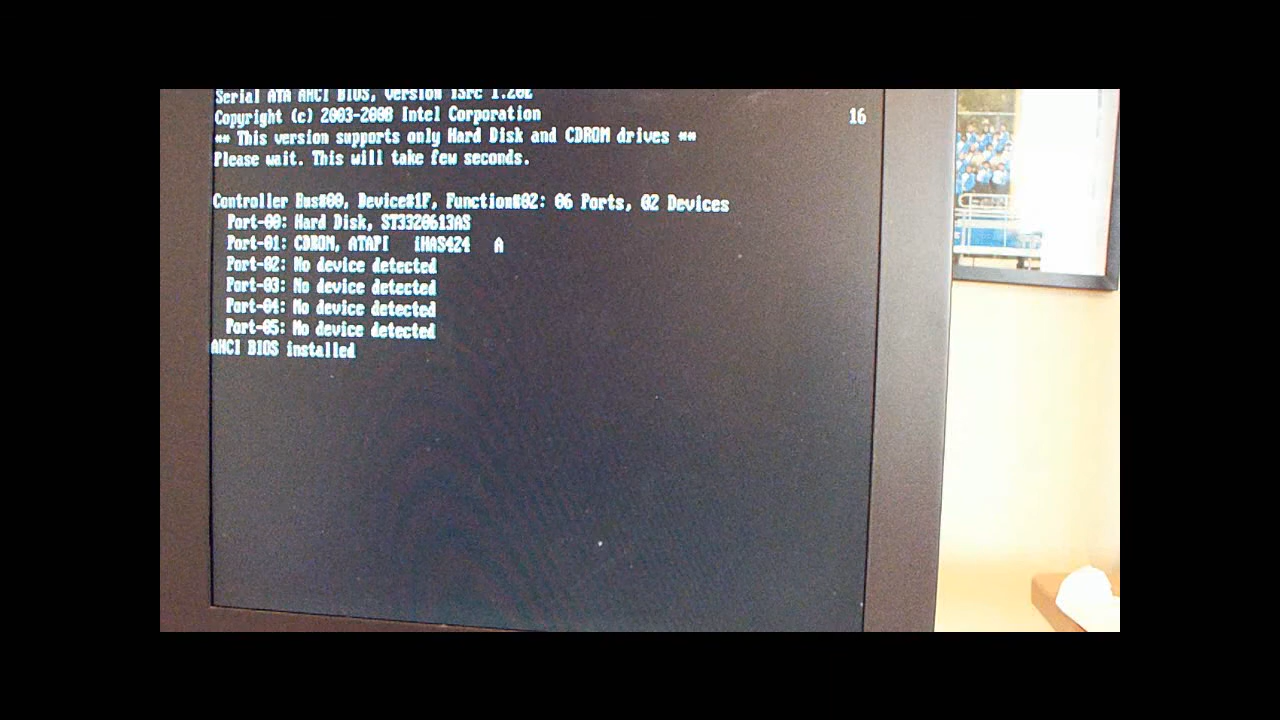 Serial ATA AHCI BIOS, Version iSrc 1.20E
Copyright (c) 2003-2008 Intel Corporation
16
** This version supports only Hard Disk and CDROM drives **
Please wait. This will take few seconds.
Controller Bus#00, Device#1F, Function#02: 06 Ports, 02 Devices
Port-00: Hard Disk, ST3320613AS
Port-01: CDROM, ATAPI iHAS424 A
Port-02: No device detected
Port-03: No device detected
Port-04: No device detected
Port-05: No device detected
AHCI BIOS installed